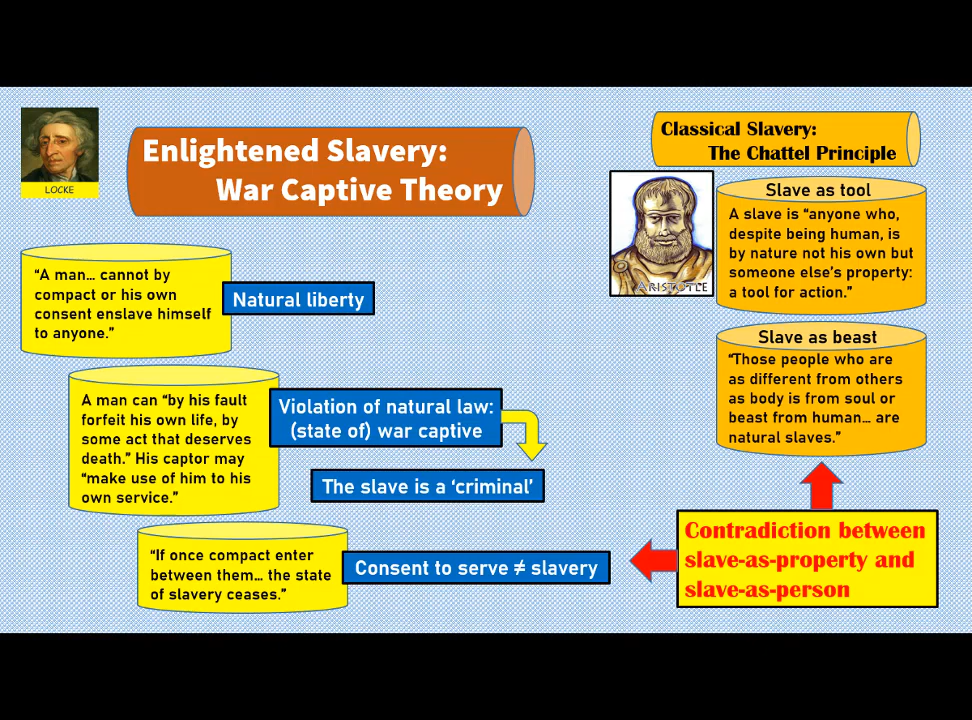 LOCKE
Enlightened Slavery:
War Captive Theory
“A man… cannot by
compact or his own
consent enslave himself
to anyone.”
Natural liberty
A man can “by his fault
forfeit his own life, by
some act that deserves
death.” His captor may
“make use of him to his
own service.”
Violation of natural law:
(state of) war captive
The slave is a ‘criminal’
“If once compact enter
between them… the state
of slavery ceases.”
Consent to serve ≠ slavery
Classical Slavery:
The Chattel Principle
ARISTOTLE
Slave as tool
A slave is “anyone who,
despite being human, is
by nature not his own but
someone else’s property:
a tool for action.”
Slave as beast
“Those people who are
as different from others
as body is from soul or
beast from human… are
natural slaves.”
Contradiction between
slave-as-property and
slave-as-person